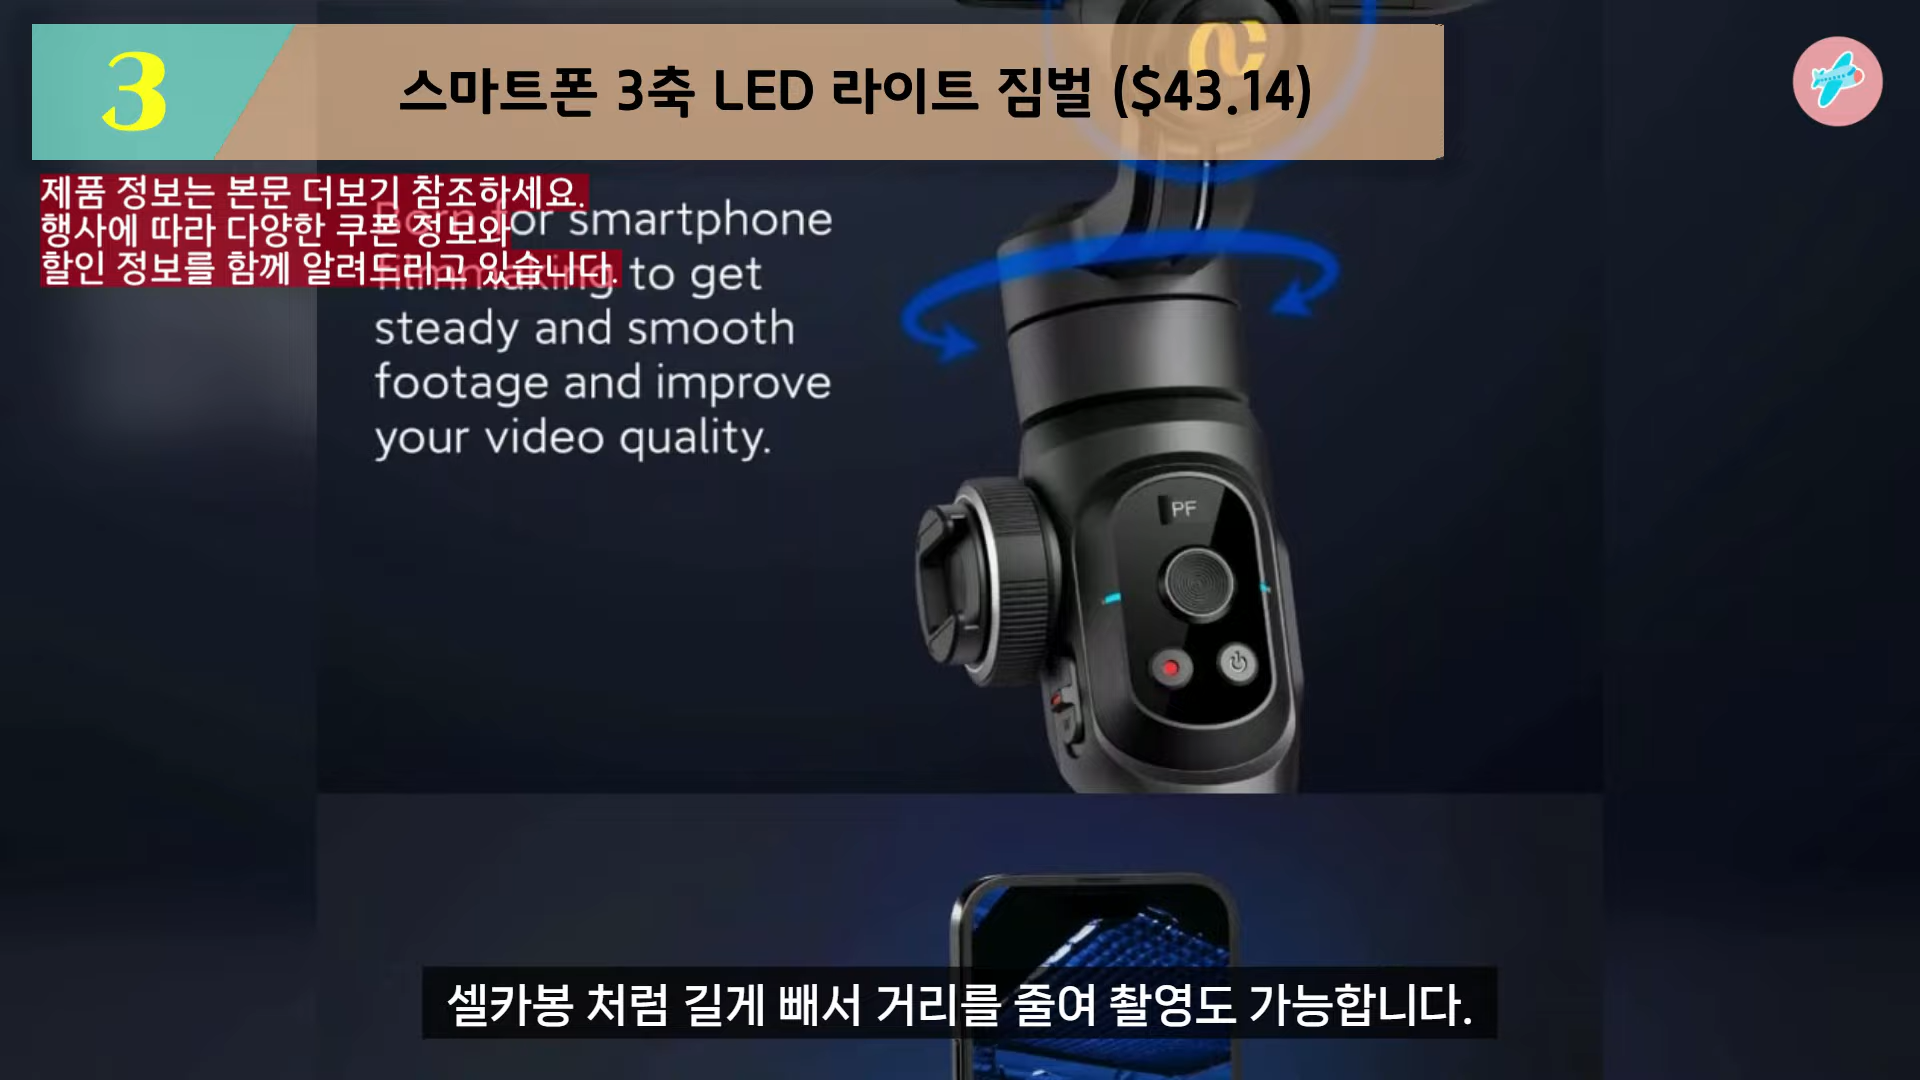 3
스마트폰 3축 LED 라이트 짐벌 ($43.14)
제품 정보는 본문 더보기 참조하세요.
행사에 따라 다양한 쿠폰 정보와
할인 정보를 함께 알려드리고 있습니다.
Born for smartphone
filmmaking to get
steady and smooth
footage and improve
your video quality.
PF
셀카봉 처럼 길게 빼서 거리를 줄여 촬영도 가능합니다.